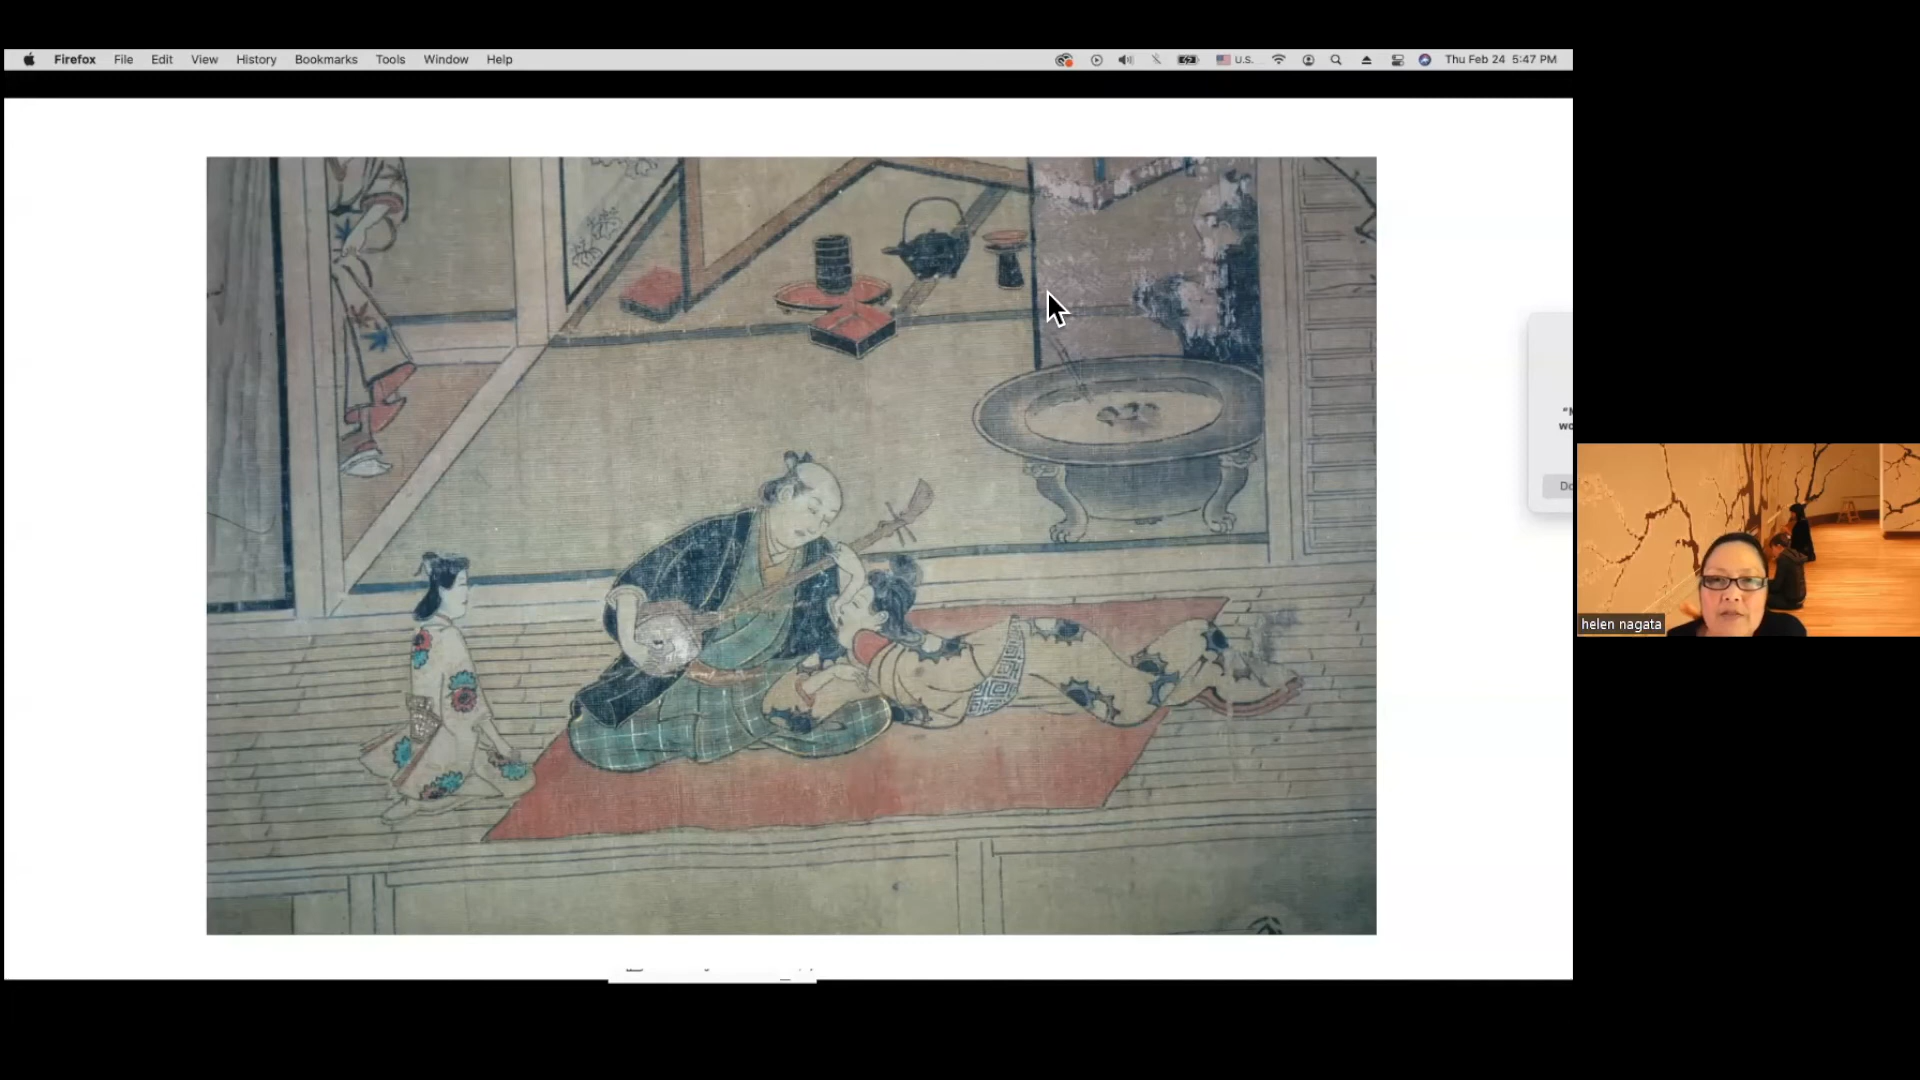 Firefox File Edit View History Bookmarks Tools Window Help U.S. Thu Feb 24 5:47 PM
helen nagata